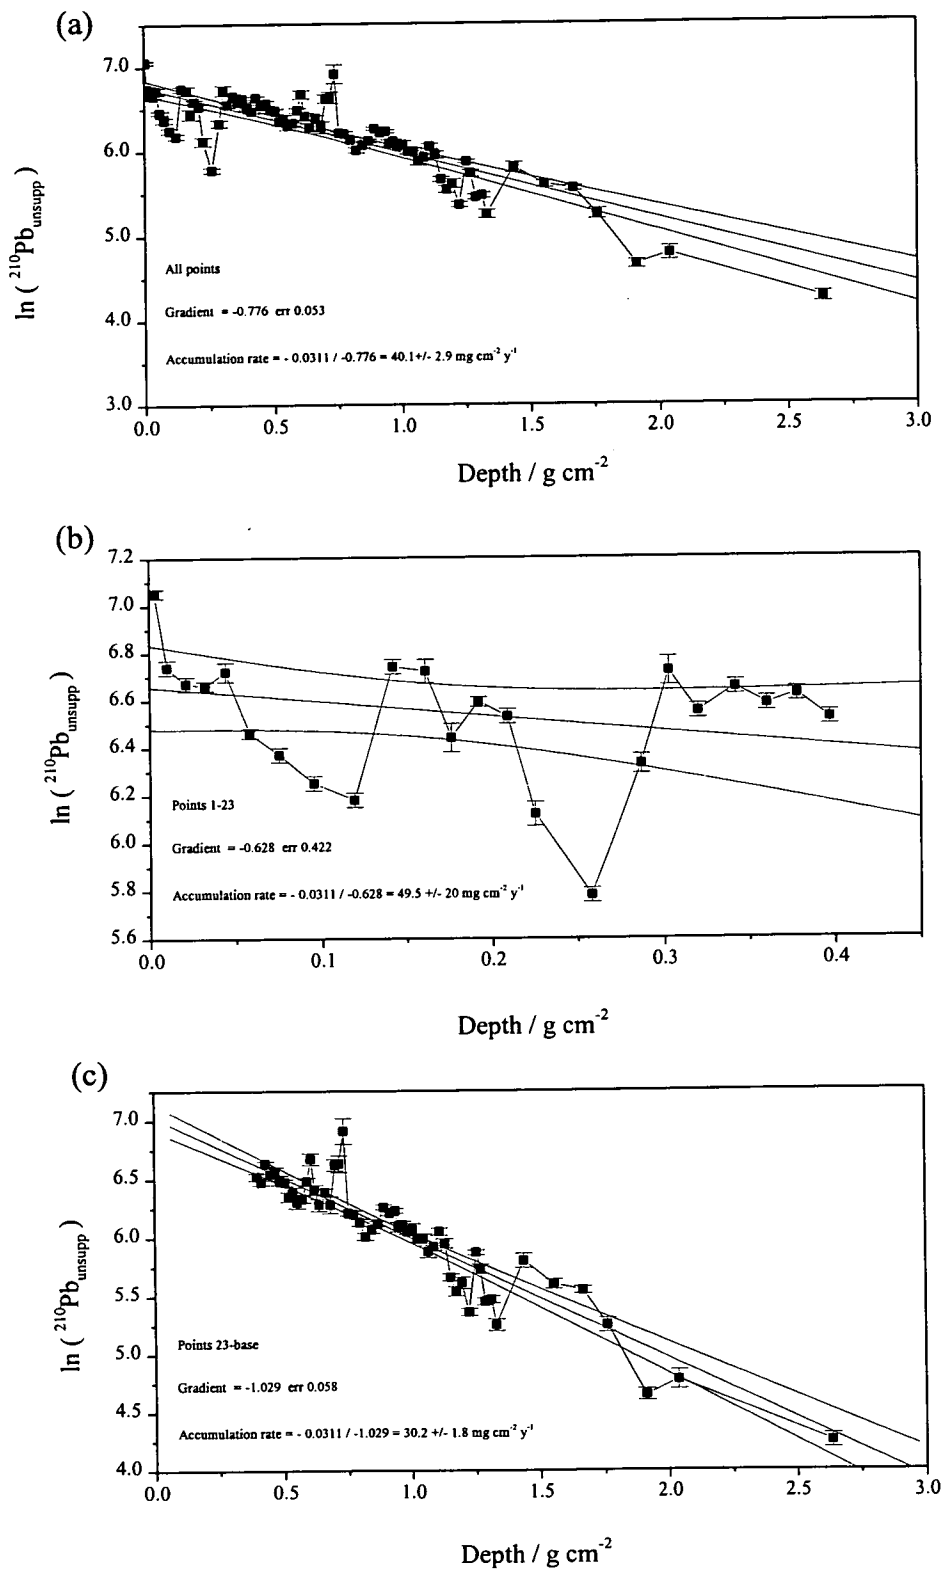 (a)
7.0
6.0
5.0
4.0
3.0
ln ( ²¹⁰Pb_unsupp )
All points
Gradient = -0.776 err 0.053
Accumulation rate = - 0.0311 / -0.776 = 40.1+/- 2.9 mg cm⁻² y⁻¹
0.0 0.5 1.0 1.5 2.0 2.5 3.0
Depth / g cm⁻²
(b)
7.2
7.0
6.8
6.6
6.4
6.2
6.0
5.8
5.6
ln ( ²¹⁰Pb_unsupp )
Points 1-23
Gradient = -0.628 err 0.422
Accumulation rate = - 0.0311 / -0.628 = 49.5 +/- 20 mg cm⁻² y⁻¹
0.0 0.1 0.2 0.3 0.4
Depth / g cm⁻²
(c)
7.0
6.5
6.0
5.5
5.0
4.5
4.0
ln ( ²¹⁰Pb_unsupp )
Points 23-base
Gradient = -1.029 err 0.058
Accumulation rate = - 0.0311 / -1.029 = 30.2 +/- 1.8 mg cm⁻² y⁻¹
0.0 0.5 1.0 1.5 2.0 2.5 3.0
Depth / g cm⁻²